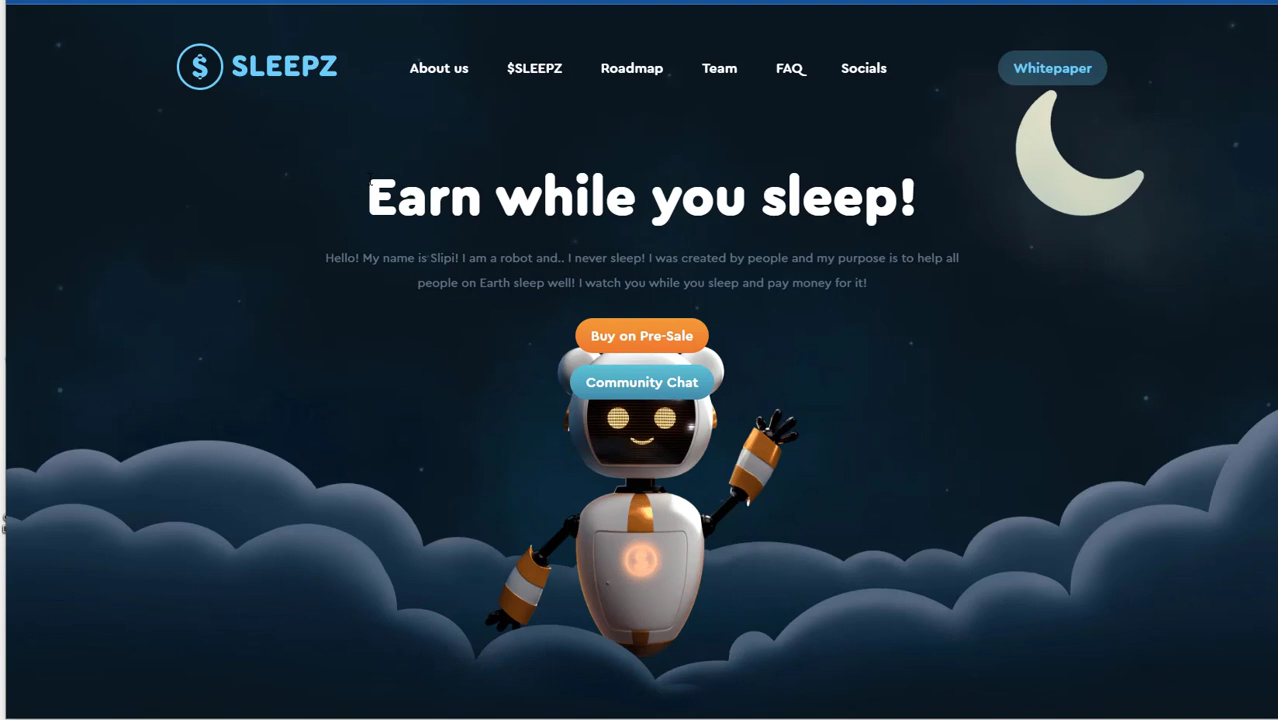 $ SLEEPZ
About us $SLEEPZ Roadmap Team FAQ Socials Whitepaper
Earn while you sleep!
Hello! My name is Slipi! I am a robot and.. I never sleep! I was created by people and my purpose is to help all
people on Earth sleep well! I watch you while you sleep and pay money for it!
Buy on Pre-Sale
Community Chat